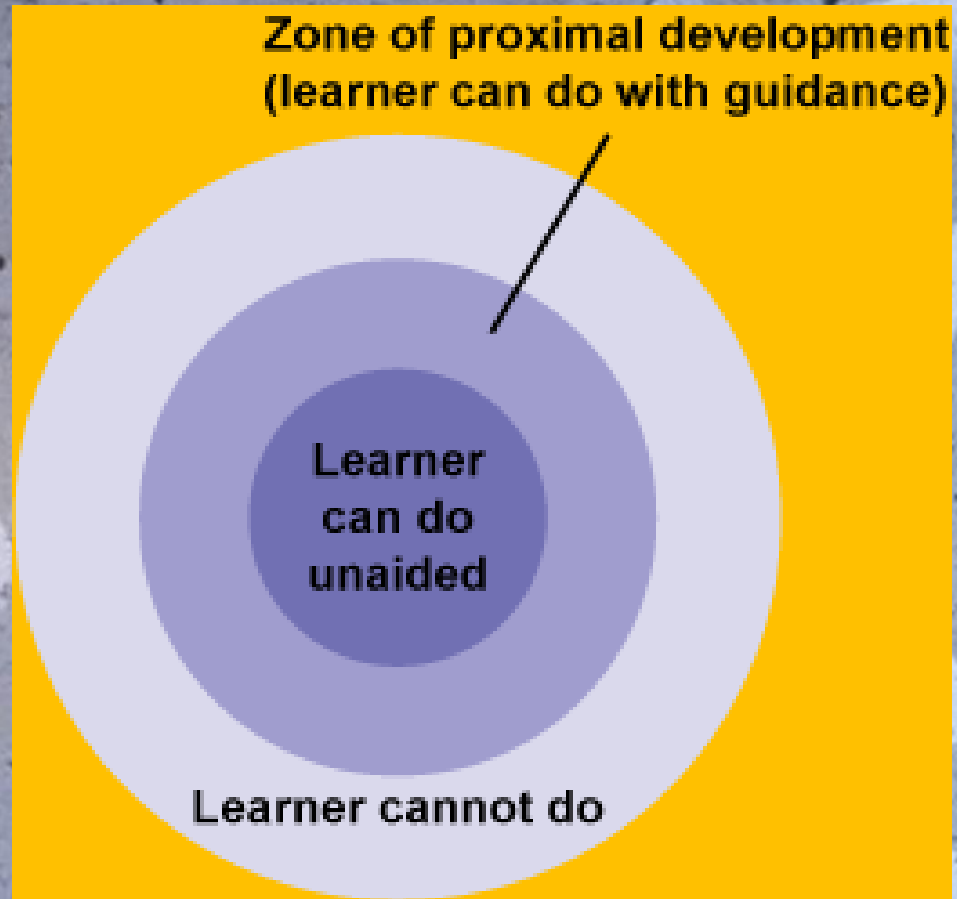 Zone of proximal development
(learner can do with guidance)
Learner
can do
unaided
Learner cannot do